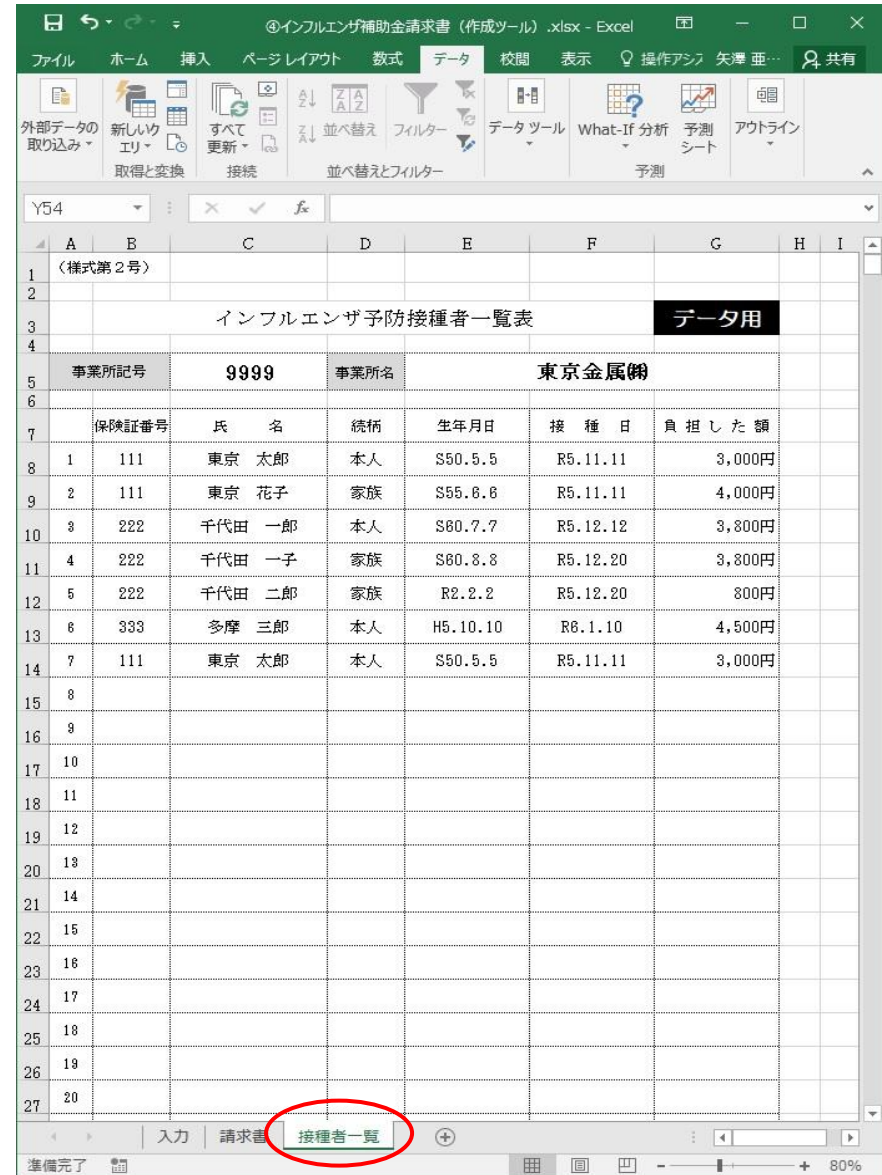 ④インフルエンザ補助金請求書（作成ツール）.xlsx - Excel
ファイル ホーム 挿入 ページ レイアウト 数式 データ 校閲 表示 操作アシス 矢澤 亜… 共有
外部データの取り込み 新しいクエリ すべて更新 並べ替え フィルター データ ツール What-If 分析 予測シート アウトライン
取得と変換 接続 並べ替えとフィルター 予測
Y54 fx
A B C D E F G H I
1 （様式第２号）
2
3 インフルエンザ予防接種者一覧表 データ用
4
5 事業所記号 9999 事業所名 東京金属㈱
6
7 保険証番号 氏 名 続柄 生年月日 接 種 日 負 担 し た 額
8 1 111 東京 太郎 本人 S50.5.5 R5.11.11 3,000円
9 2 111 東京 花子 家族 S55.6.6 R5.11.11 4,000円
10 3 222 千代田 一郎 本人 S60.7.7 R5.12.12 3,800円
11 4 222 千代田 一子 家族 S60.8.8 R5.12.20 3,800円
12 5 222 千代田 二郎 家族 R2.2.2 R5.12.20 800円
13 6 333 多摩 三郎 本人 H5.10.10 R6.1.10 4,500円
14 7 111 東京 太郎 本人 S50.5.5 R5.11.11 3,000円
15 8
16 9
17 10
18 11
19 12
20 13
21 14
22 15
23 16
24 17
25 18
26 19
27 20
入力 請求書 接種者一覧
準備完了 80%